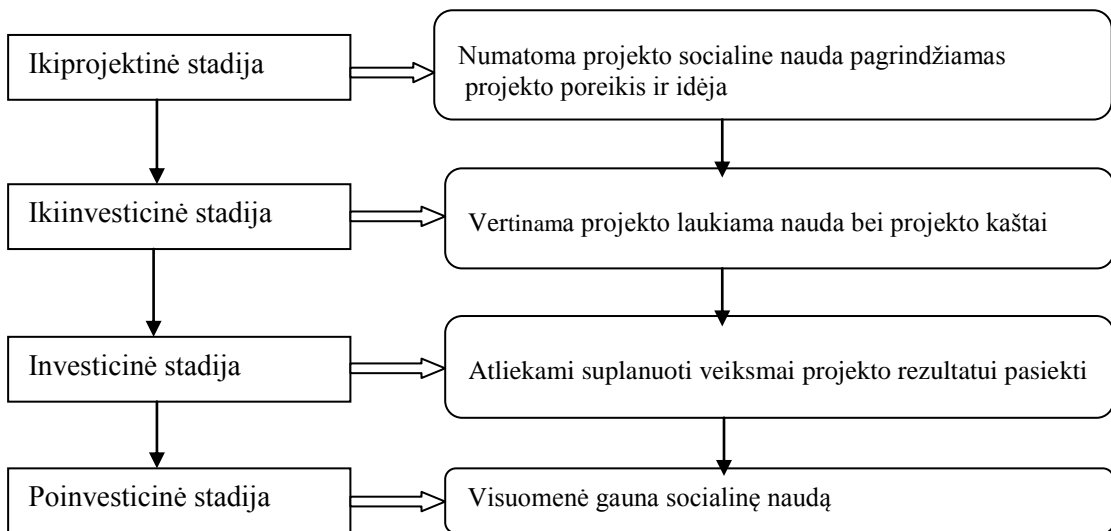 Ikiprojektinė stadija
Numatoma projekto socialine nauda pagrindžiamas
projekto poreikis ir idėja
Ikiinvesticinė stadija
Vertinama projekto laukiama nauda bei projekto kaštai
Investicinė stadija
Atliekami suplanuoti veiksmai projekto rezultatui pasiekti
Poinvesticinė stadija
Visuomenė gauna socialinę naudą